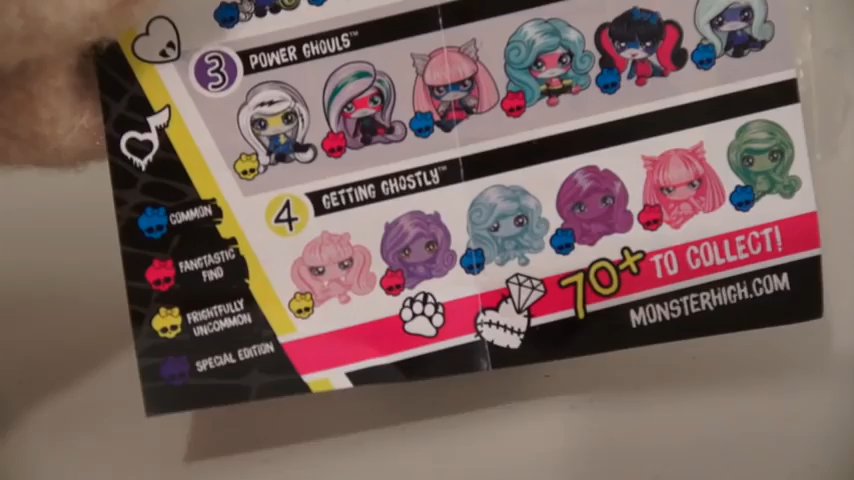 3 POWER GHOULS™
4 GETTING GHOSTLY™
COMMON
FANGTASTIC
FIND
FRIGHTFULLY
UNCOMMON
SPECIAL EDITION
70+ TO COLLECT!
MONSTERHIGH.COM